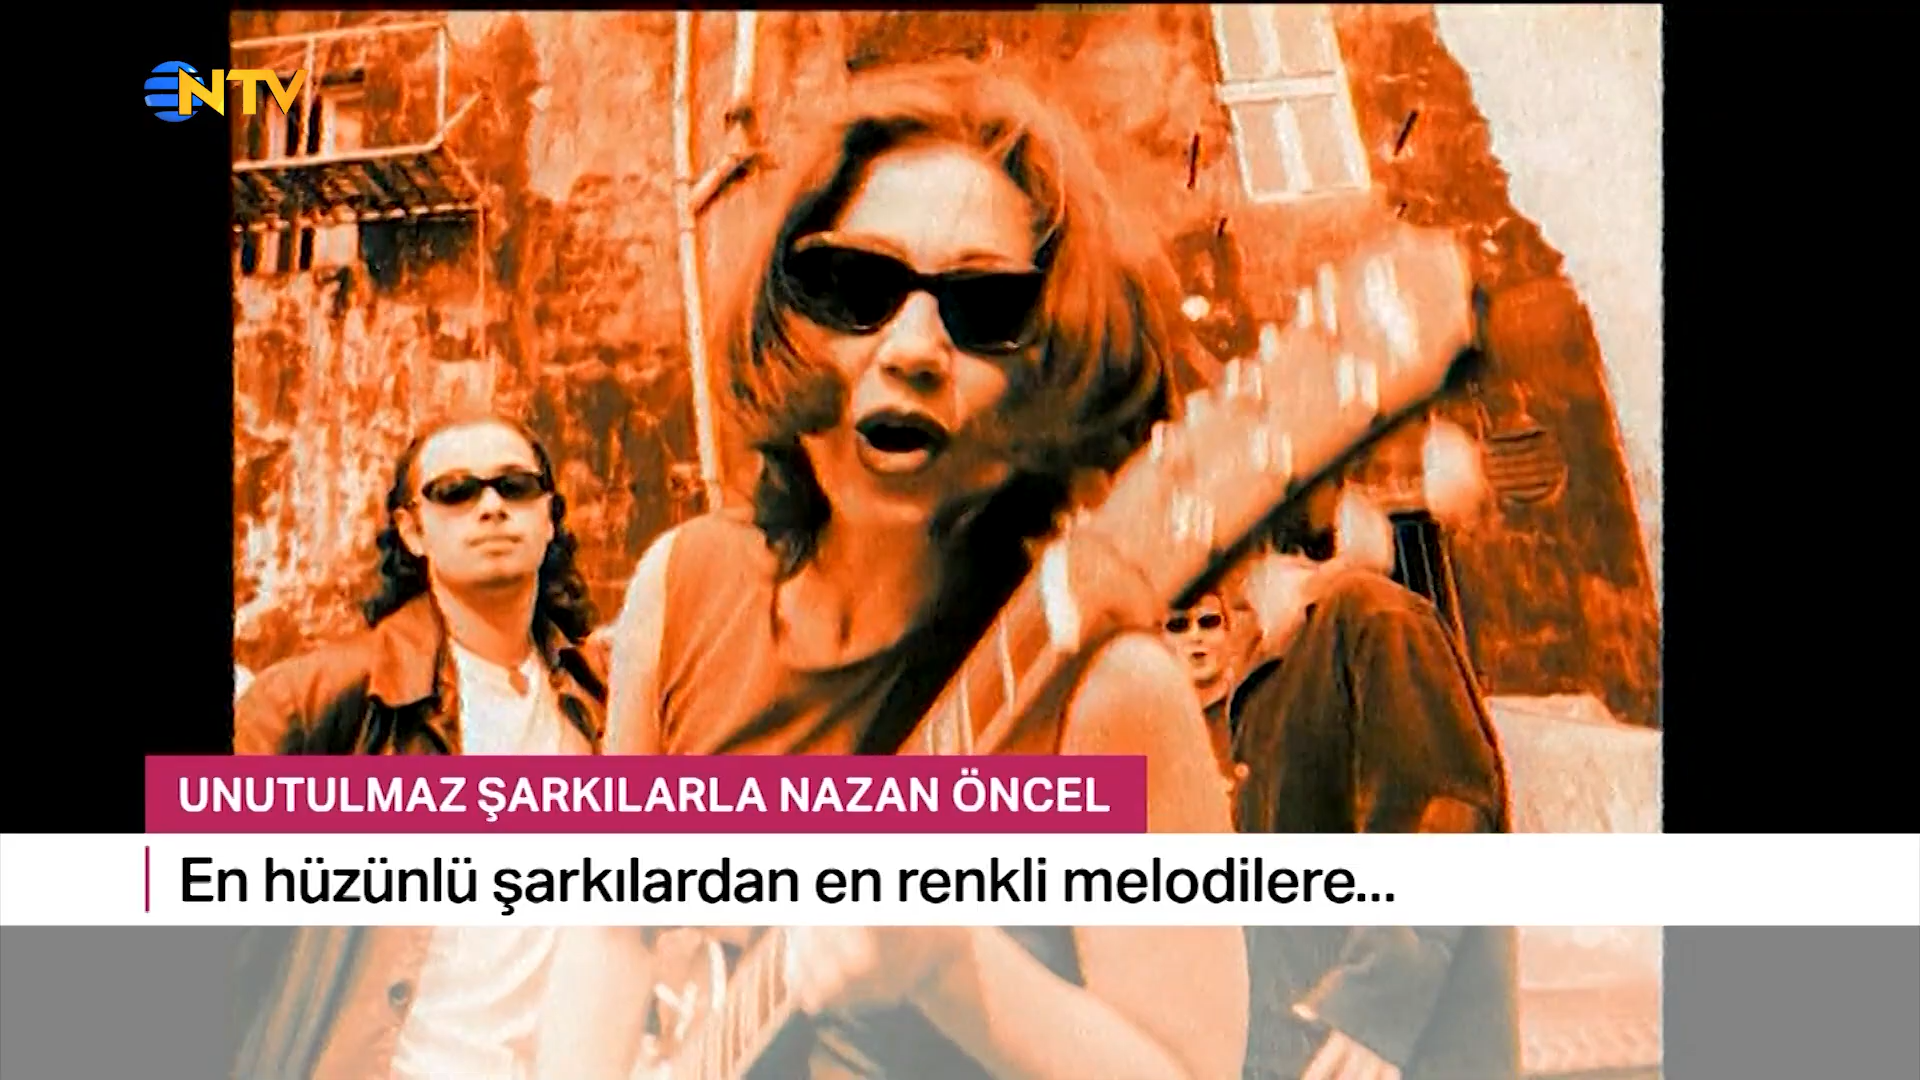 NTV
UNUTULMAZ ŞARKILARLA NAZAN ÖNCEL
En hüzünlü şarkılardan en renkli melodilere...